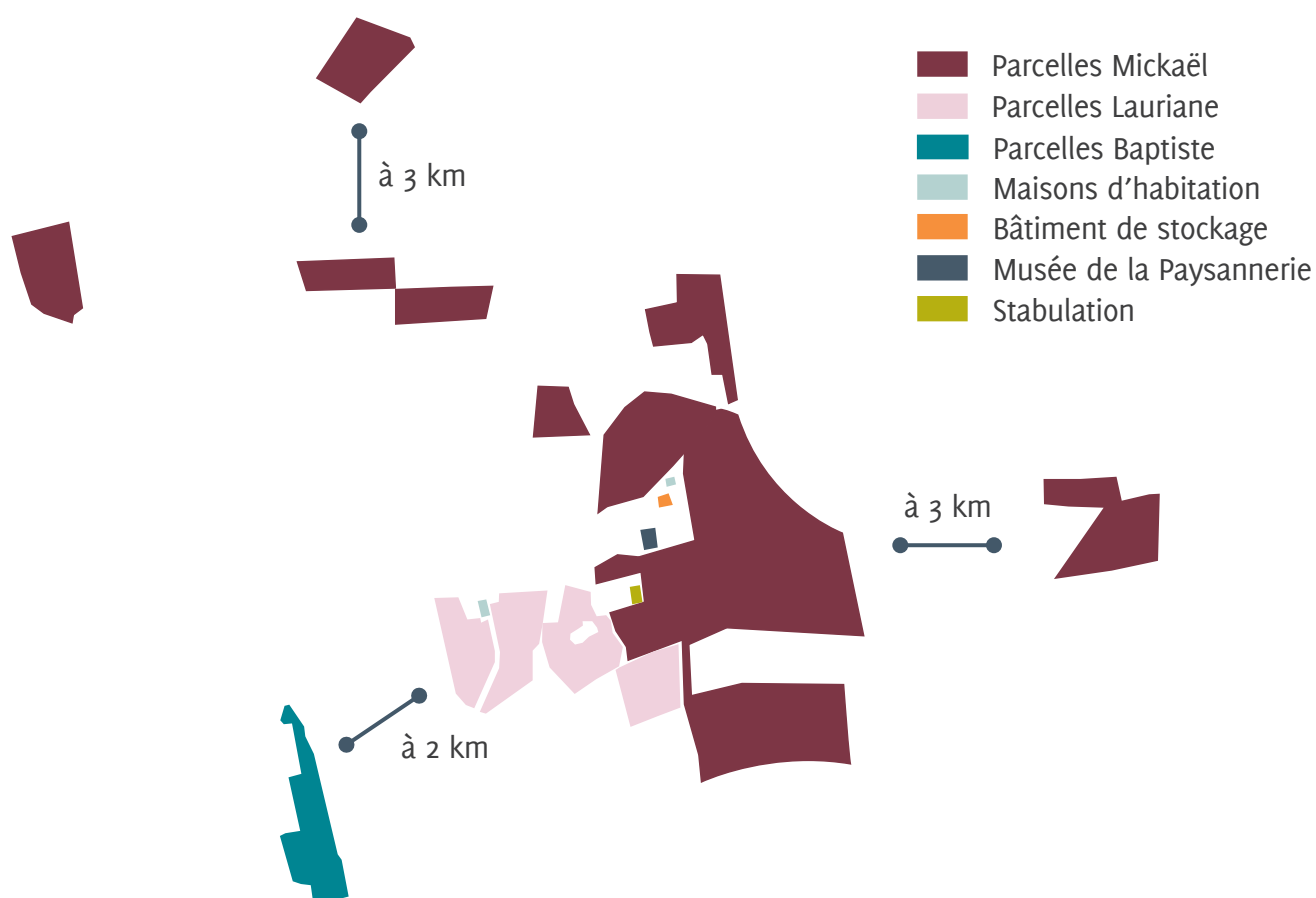 Parcelles Mickaël
Parcelles Lauriane
Parcelles Baptiste
Maisons d'habitation
Bâtiment de stockage
Musée de la Paysannerie
Stabulation
à 3 km
à 3 km
à 2 km